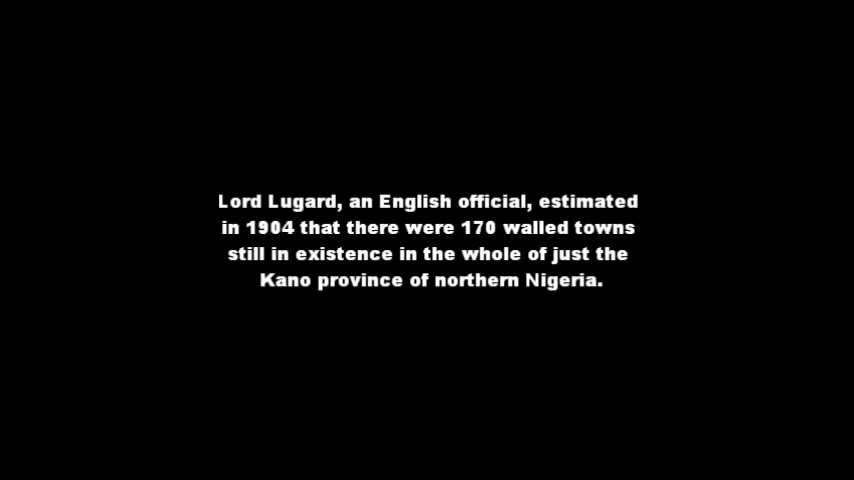 Lord Lugard, an English official, estimated
in 1904 that there were 170 walled towns
still in existence in the whole of just the
Kano province of northern Nigeria.